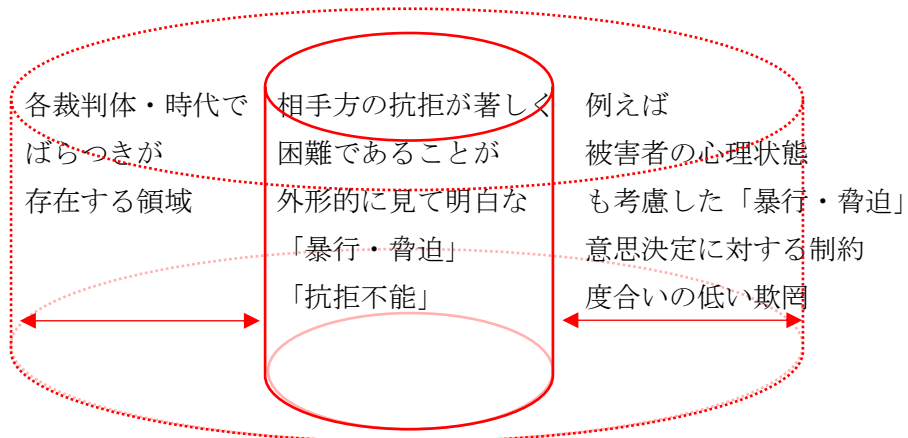 各裁判体・時代で
ばらつきが
存在する領域
相手方の抗拒が著しく
困難であることが
外形的に見て明白な
「暴行・脅迫」
「抗拒不能」
例えば
被害者の心理状態
も考慮した「暴行・脅迫」
意思決定に対する制約
度合いの低い欺罔